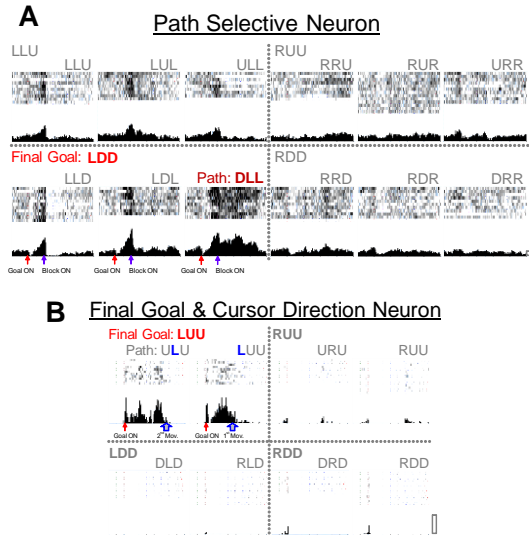 A
Path Selective Neuron
LLU
RUU
LLU LUL ULL RRU RUR URR
Final Goal: LDD
Path: DLL
RDD
LLD LDL RRD RDR DRR
Goal ON Block ON Goal ON Block ON Goal ON Block ON
B
Final Goal & Cursor Direction Neuron
Final Goal: LUU
RUU
Path: ULU LUU URU RUU
Goal ON 2nd Mov. Goal ON 1st Mov.
LDD
RDD
DLD RLD DRD RDD